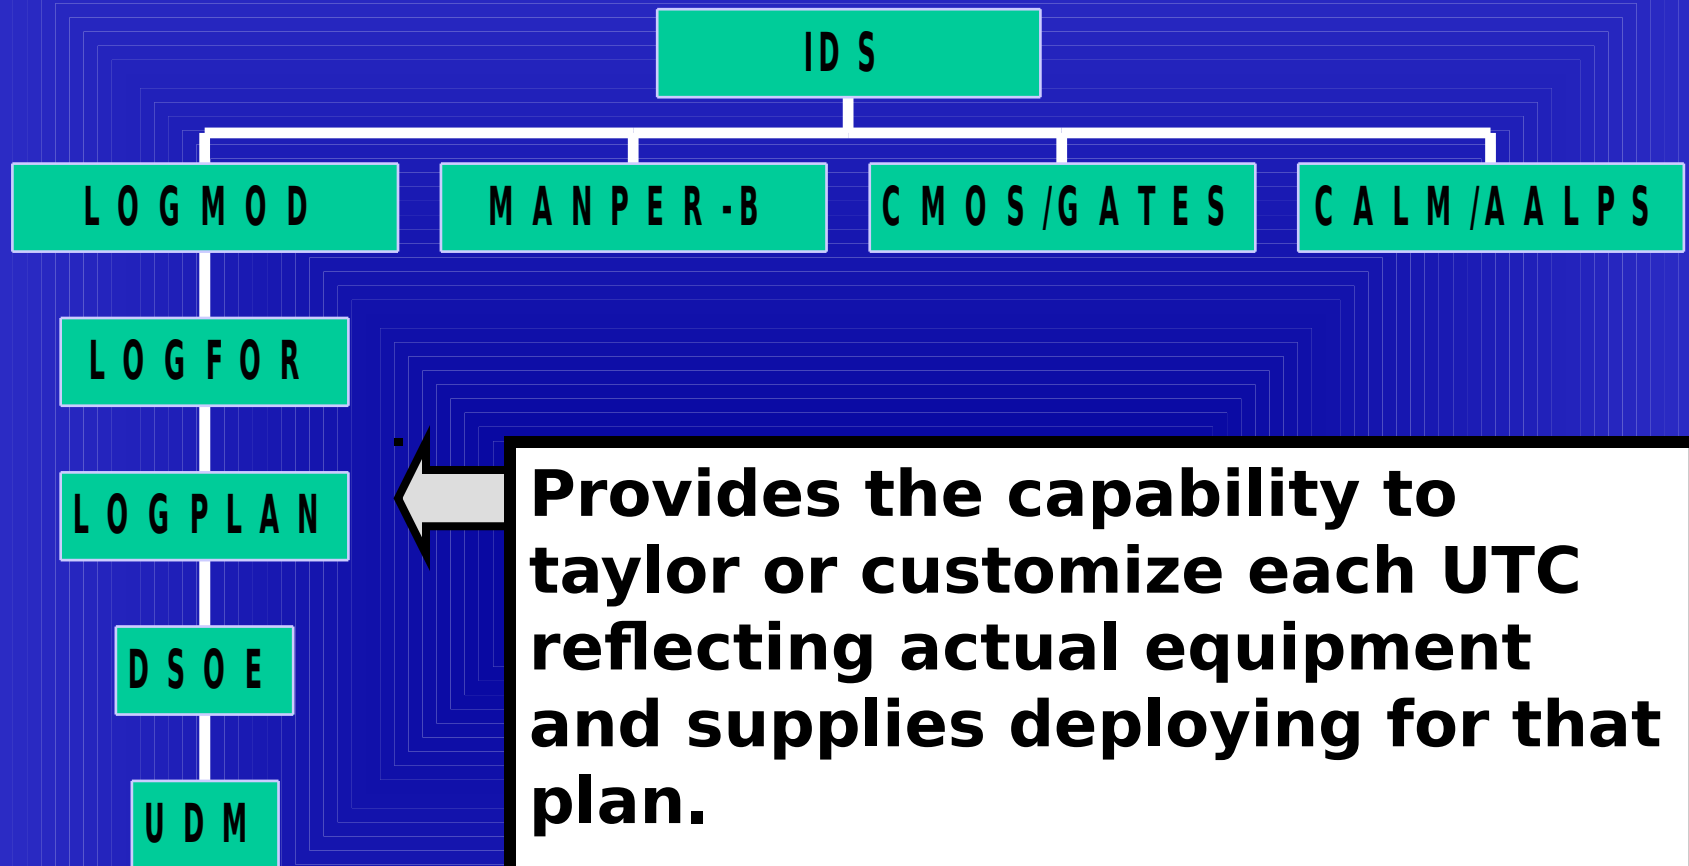 IDS
LOGMOD MANPER-B CMOS/GATES CALM/AALPS
LOGFOR
LOGPLAN
DSOE
UDM
Provides the capability to
taylor or customize each UTC
reflecting actual equipment
and supplies deploying for that
plan.